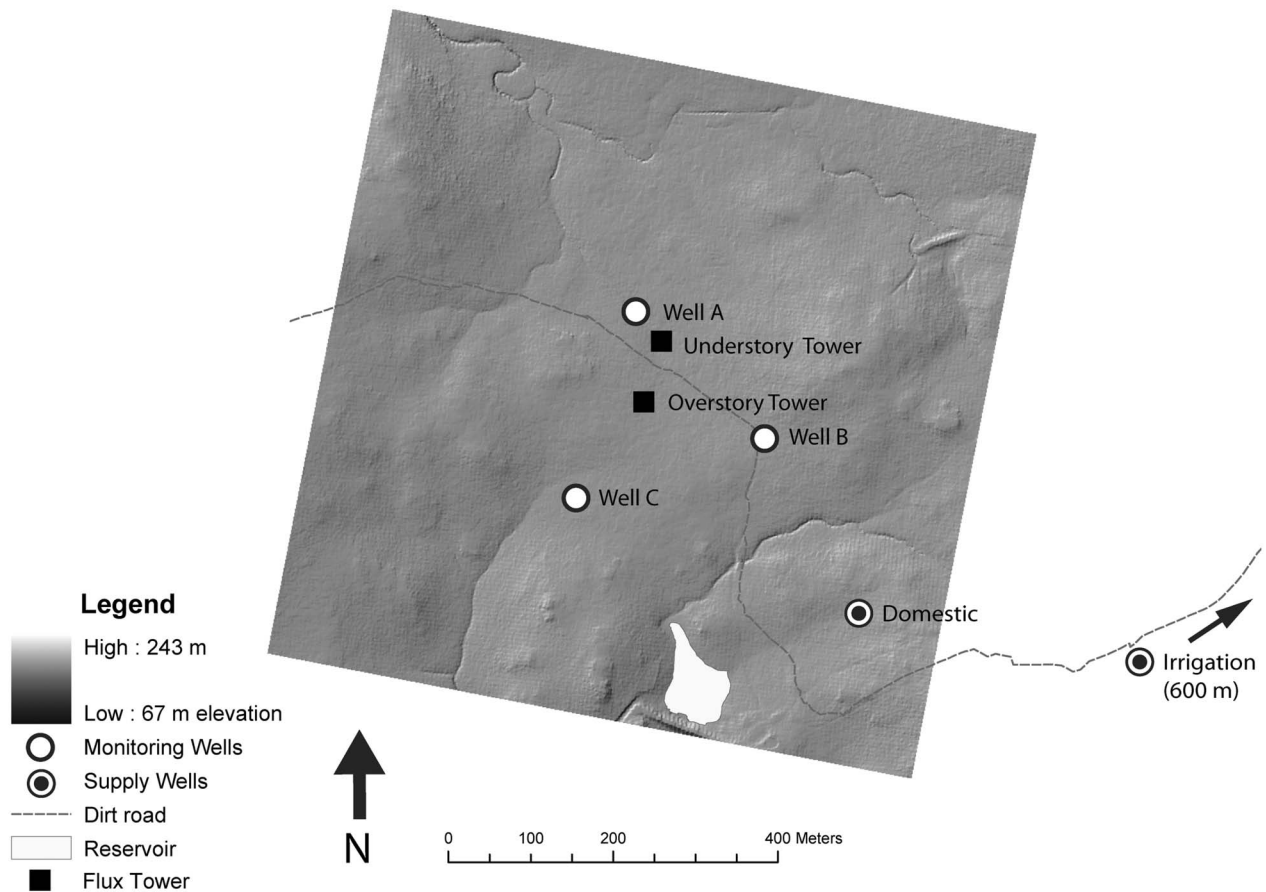 Well A
Understory Tower
Overstory Tower
Well B
Well C
Domestic
Irrigation
(600 m)
Legend
High : 243 m
Low : 67 m elevation
Monitoring Wells
Supply Wells
Dirt road
Reservoir
Flux Tower
N
0 100 200 400 Meters